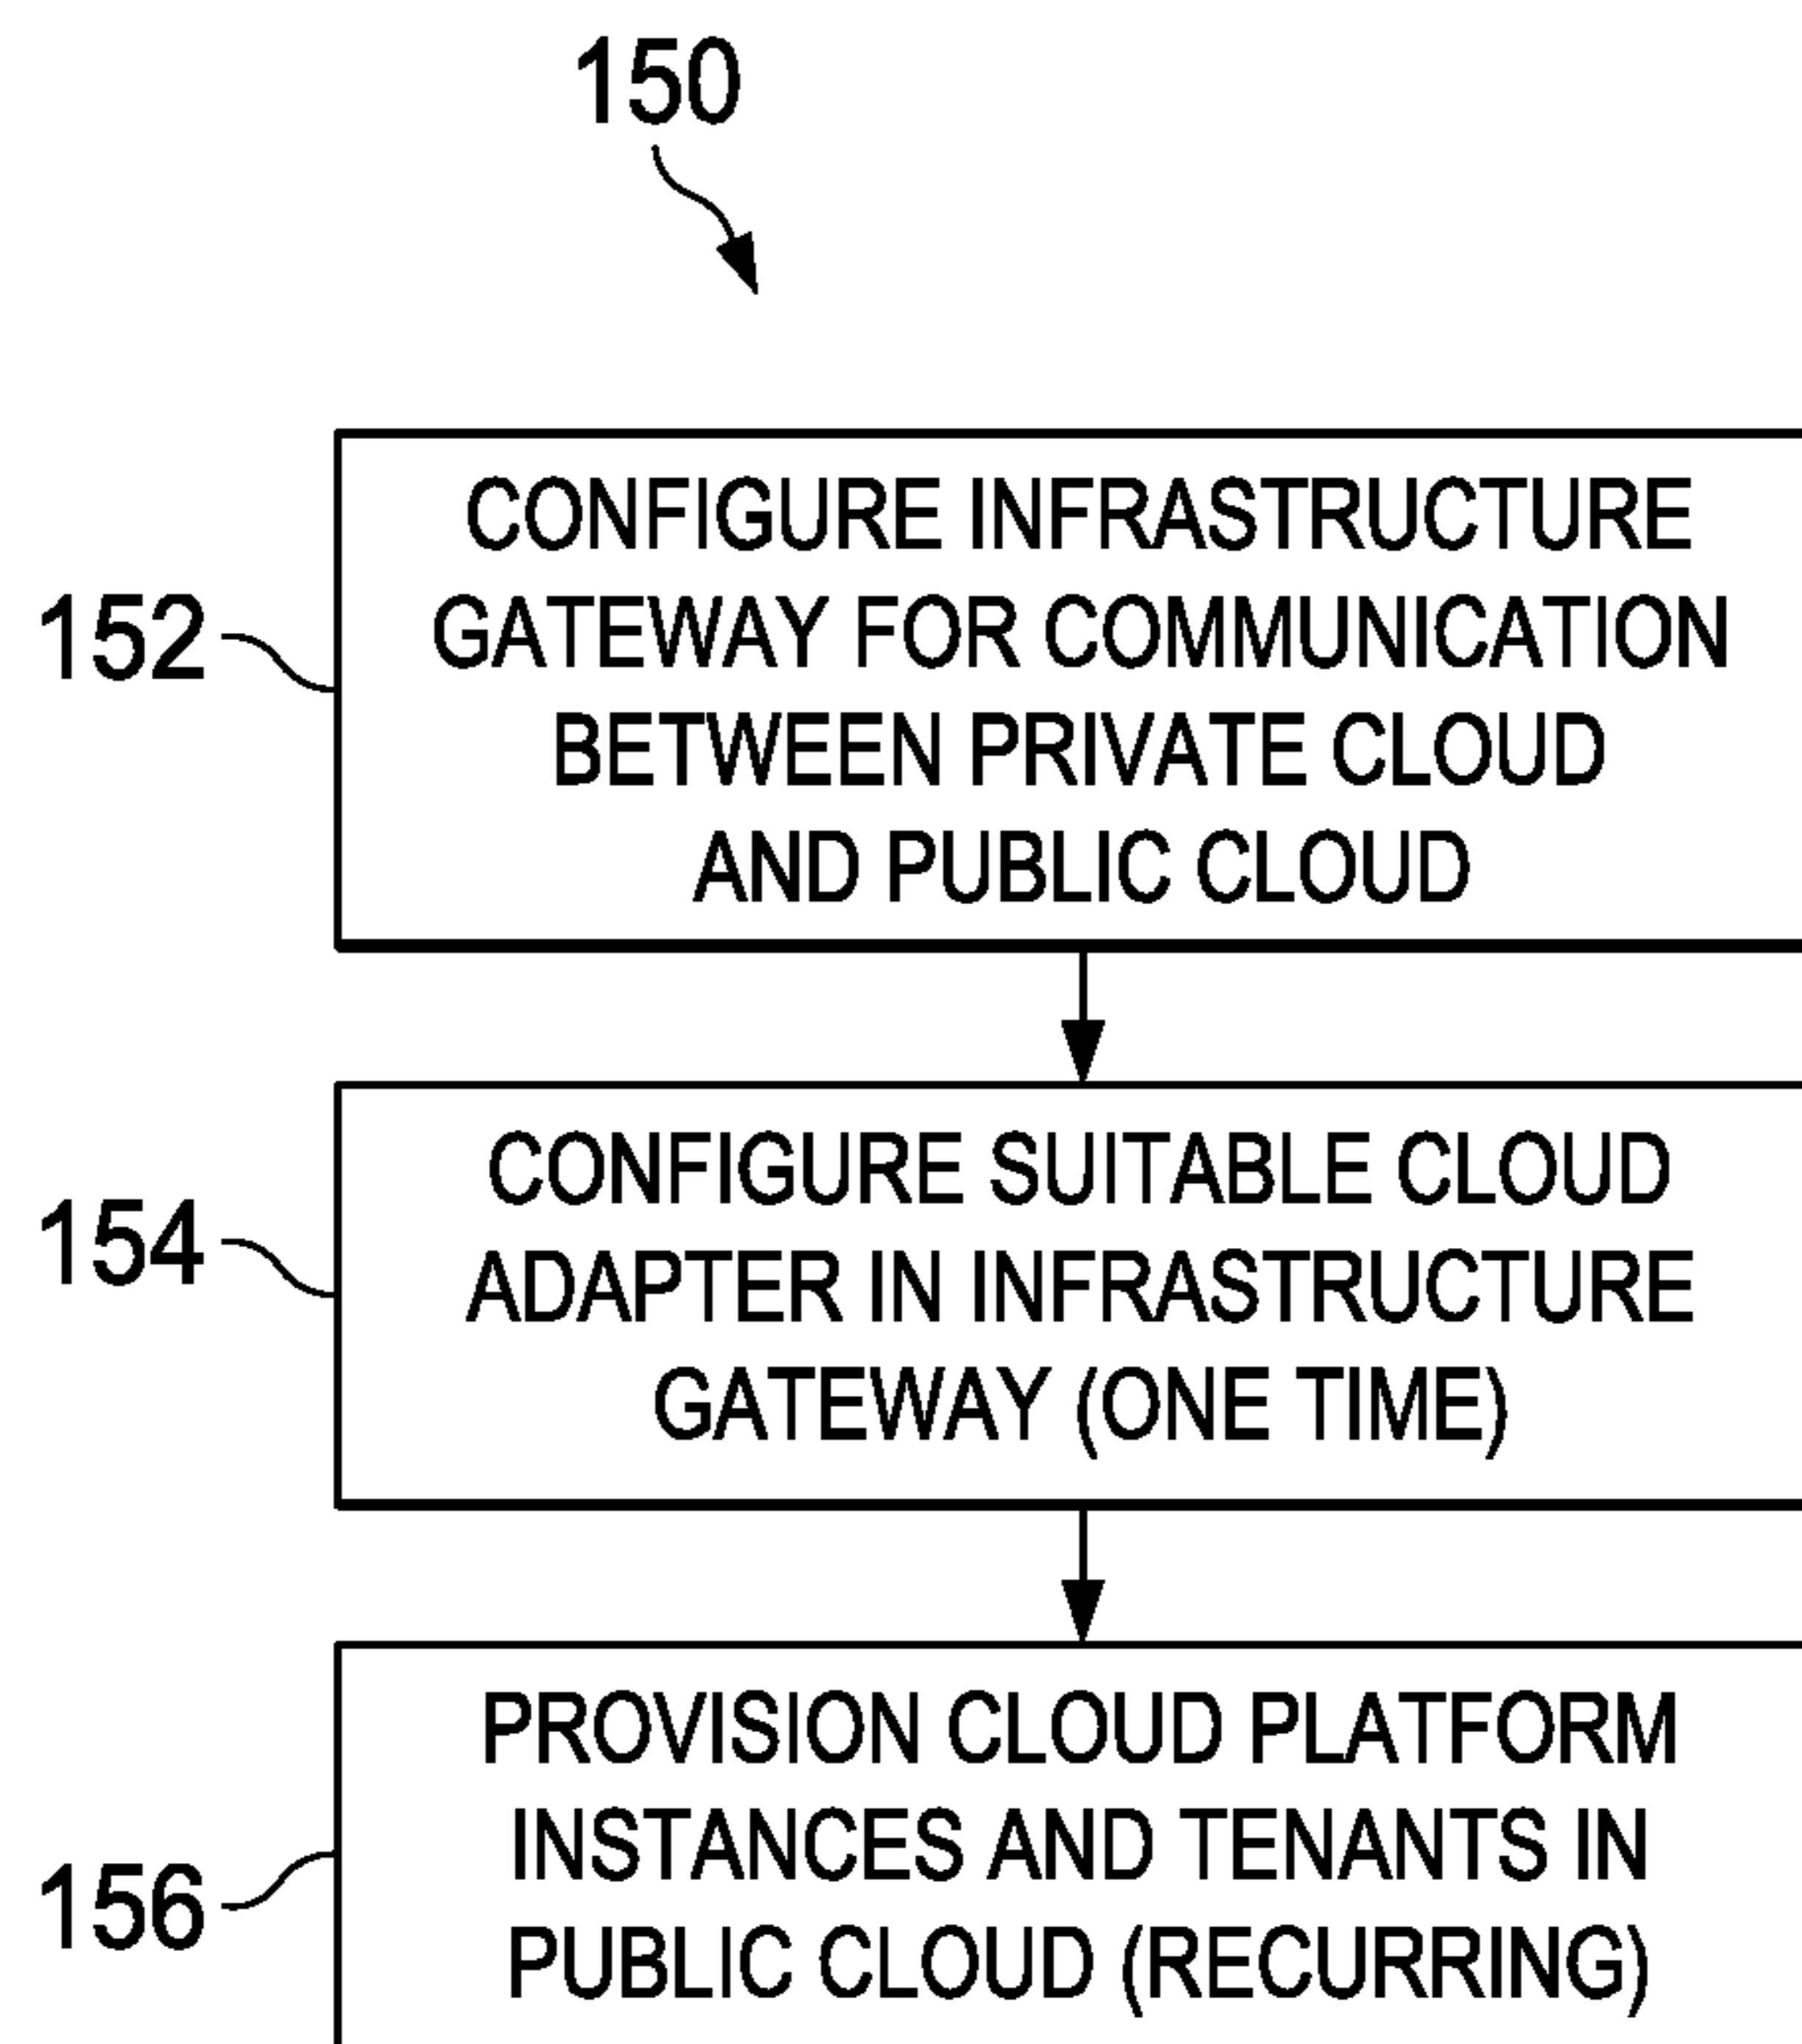 150
152
CONFIGURE INFRASTRUCTURE
GATEWAY FOR COMMUNICATION
BETWEEN PRIVATE CLOUD
AND PUBLIC CLOUD
154
CONFIGURE SUITABLE CLOUD
ADAPTER IN INFRASTRUCTURE
GATEWAY (ONE TIME)
156
PROVISION CLOUD PLATFORM
INSTANCES AND TENANTS IN
PUBLIC CLOUD (RECURRING)